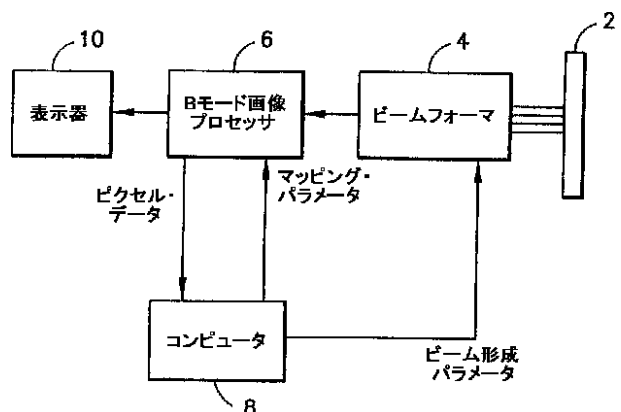 10
6
4
2
表示器
Bモード画像
プロセッサ
ビームフォーマ
ピクセル・
データ
マッピング・
パラメータ
コンピュータ
ビーム形成
パラメータ
8